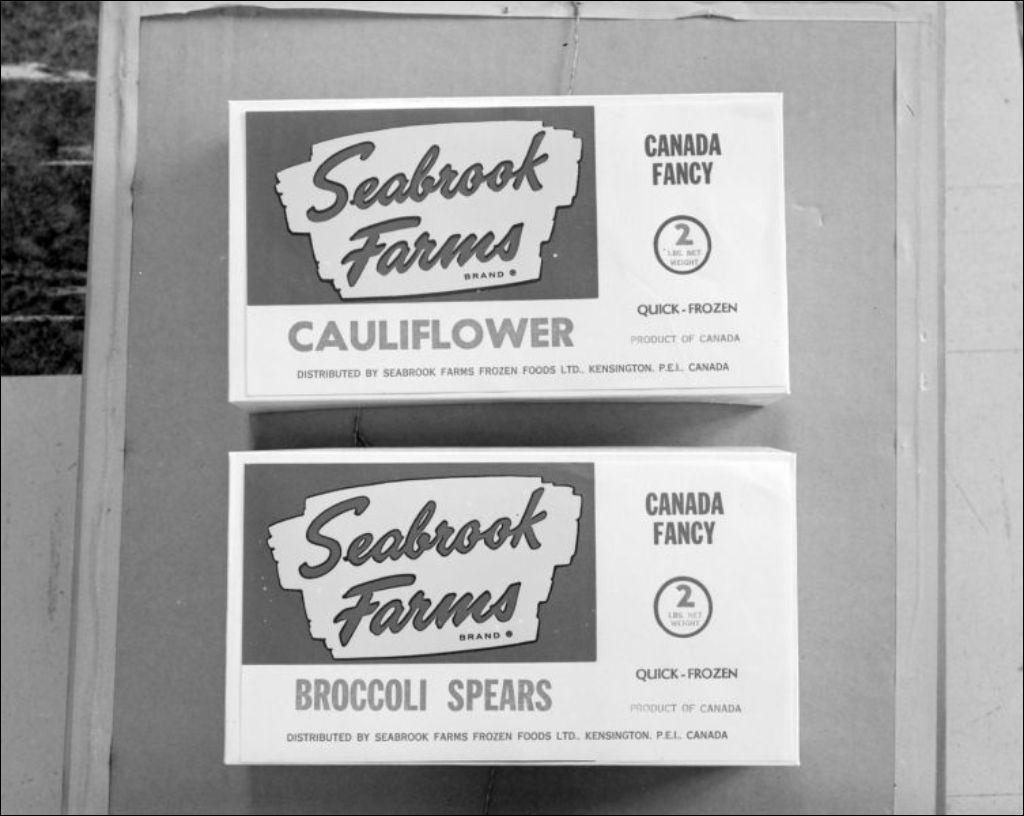 Seabrook
Farms
BRAND ®
CANADA
FANCY
2
LBS. NET.
WEIGHT
QUICK-FROZEN
PRODUCT OF CANADA
CAULIFLOWER
DISTRIBUTED BY SEABROOK FARMS FROZEN FOODS LTD., KENSINGTON, P.E.I., CANADA
Seabrook
Farms
BRAND ®
CANADA
FANCY
2
LBS. NET.
WEIGHT
QUICK-FROZEN
PRODUCT OF CANADA
BROCCOLI SPEARS
DISTRIBUTED BY SEABROOK FARMS FROZEN FOODS LTD., KENSINGTON, P.E.I., CANADA